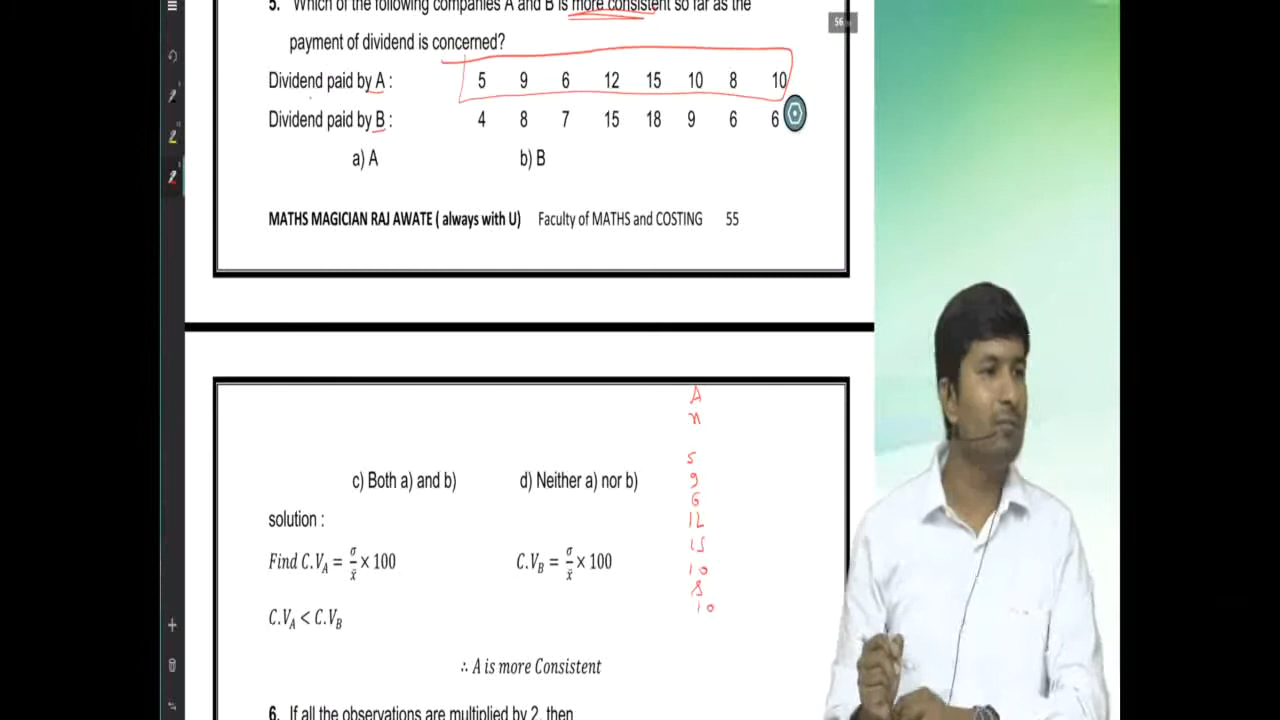 5. Which of the following companies A and B is more consistent so far as the
payment of dividend is concerned?
Dividend paid by A : 5 9 6 12 15 10 8 10
Dividend paid by B : 4 8 7 15 18 9 6 6
a) A b) B
MATHS MAGICIAN RAJ AWATE ( always with U) Faculty of MATHS and COSTING 55
56
A
n
5
9
6
12
15
10
8
10
c) Both a) and b) d) Neither a) nor b)
solution :
Find C.V_A = σ/x̄ × 100 C.V_B = σ/x̄ × 100
C.V_A < C.V_B
∴ A is more Consistent
6. If all the observations are multiplied by 2, then